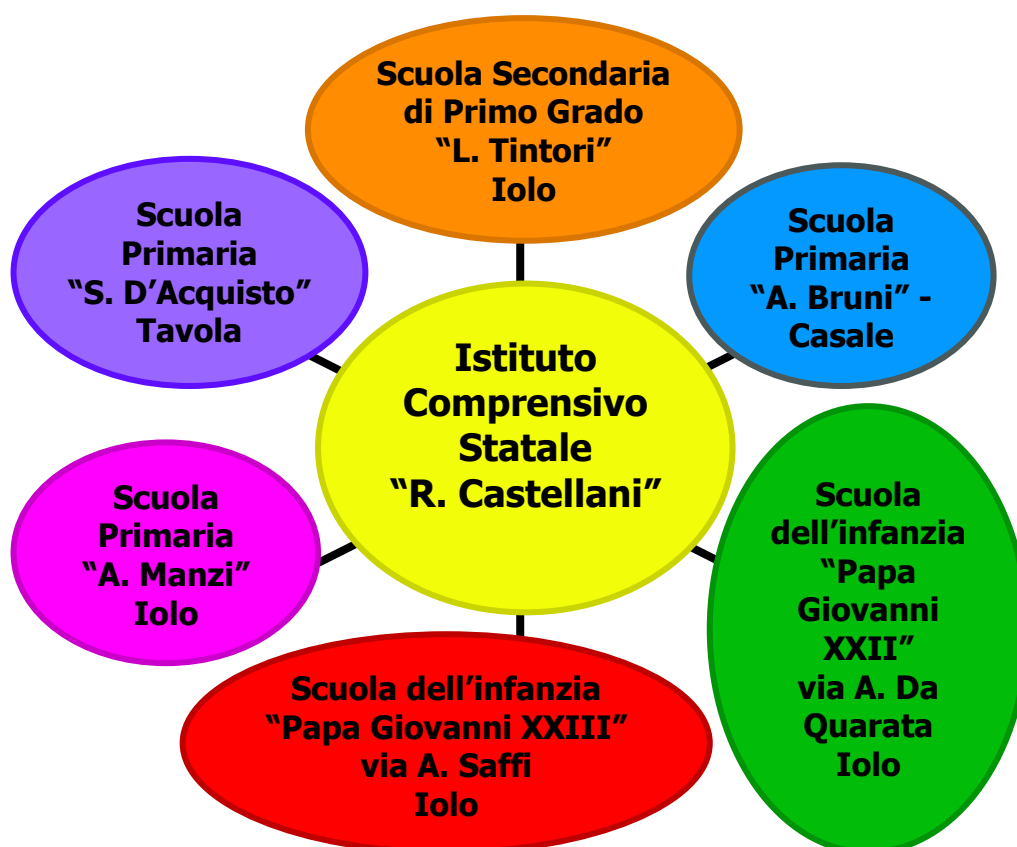 Scuola Secondaria
di Primo Grado
“L. Tintori”
Iolo
Scuola
Primaria
“S. D’Acquisto”
Tavola
Scuola
Primaria
“A. Bruni” -
Casale
Istituto
Comprensivo
Statale
“R. Castellani”
Scuola
Primaria
“A. Manzi”
Iolo
Scuola
dell’infanzia
“Papa
Giovanni
XXII”
via A. Da
Quarata
Iolo
Scuola dell’infanzia
“Papa Giovanni XXIII”
via A. Saffi
Iolo